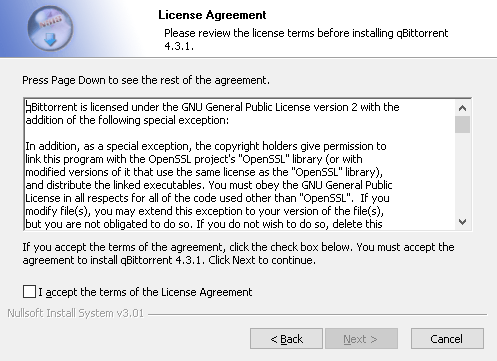 License Agreement
Please review the license terms before installing qBittorrent
4.3.1.
Press Page Down to see the rest of the agreement.
qBittorrent is licensed under the GNU General Public License version 2 with the
addition of the following special exception:
In addition, as a special exception, the copyright holders give permission to
link this program with the OpenSSL project's "OpenSSL" library (or with
modified versions of it that use the same license as the "OpenSSL" library),
and distribute the linked executables. You must obey the GNU General Public
License in all respects for all of the code used other than "OpenSSL".  If you
modify file(s), you may extend this exception to your version of the file(s),
but you are not obligated to do so. If you do not wish to do so, delete this
If you accept the terms of the agreement, click the check box below. You must accept the
agreement to install qBittorrent 4.3.1. Click Next to continue.
I accept the terms of the License Agreement
Nullsoft Install System v3.01
< Back
Next >
Cancel